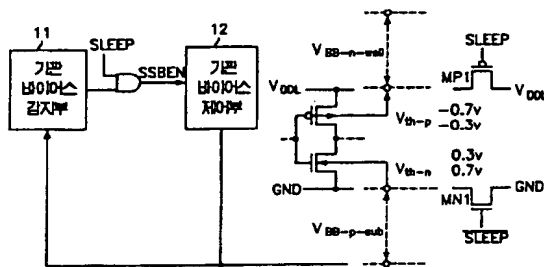 11
기판
바이어스
감지부
SLEEP
SSBEN
12
기판
바이어스
제어부
V_BB-n-well
V_DDL
SLEEP
MP1
V_DDL
V_th-p
-0.7v
-0.3v
V_th-n
0.3v
0.7v
GND
GND
MN1
SLEEP
V_BB-p-sub